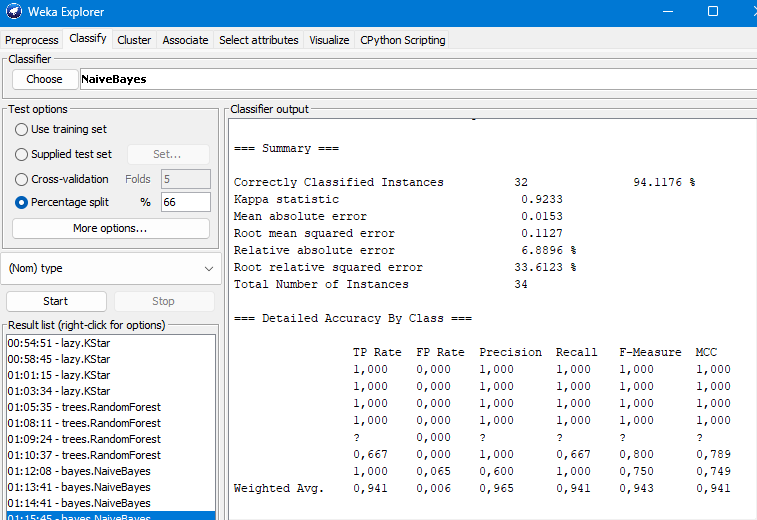 Weka Explorer
Preprocess Classify Cluster Associate Select attributes Visualize CPython Scripting
Classifier
Choose NaiveBayes
Test options
Use training set
Supplied test set Set...
Cross-validation Folds 5
Percentage split % 66
More options...
(Nom) type
Start Stop
Result list (right-click for options)
00:54:51 - lazy.KStar
00:58:45 - lazy.KStar
01:01:15 - lazy.KStar
01:03:34 - lazy.KStar
01:05:35 - trees.RandomForest
01:08:11 - trees.RandomForest
01:09:24 - trees.RandomForest
01:10:37 - trees.RandomForest
01:12:08 - bayes.NaiveBayes
01:13:41 - bayes.NaiveBayes
01:14:41 - bayes.NaiveBayes
01:15:45 - bayes.NaiveBayes
Classifier output
=== Summary ===
Correctly Classified Instances 32 94.1176 %
Kappa statistic 0.9233
Mean absolute error 0.0153
Root mean squared error 0.1127
Relative absolute error 6.8896 %
Root relative squared error 33.6123 %
Total Number of Instances 34
=== Detailed Accuracy By Class ===
TP Rate FP Rate Precision Recall F-Measure MCC
1,000 0,000 1,000 1,000 1,000 1,000
1,000 0,000 1,000 1,000 1,000 1,000
1,000 0,000 1,000 1,000 1,000 1,000
1,000 0,000 1,000 1,000 1,000 1,000
? 0,000 ? ? ? ?
0,667 0,000 1,000 0,667 0,800 0,789
1,000 0,065 0,600 1,000 0,750 0,749
Weighted Avg. 0,941 0,006 0,965 0,941 0,943 0,941